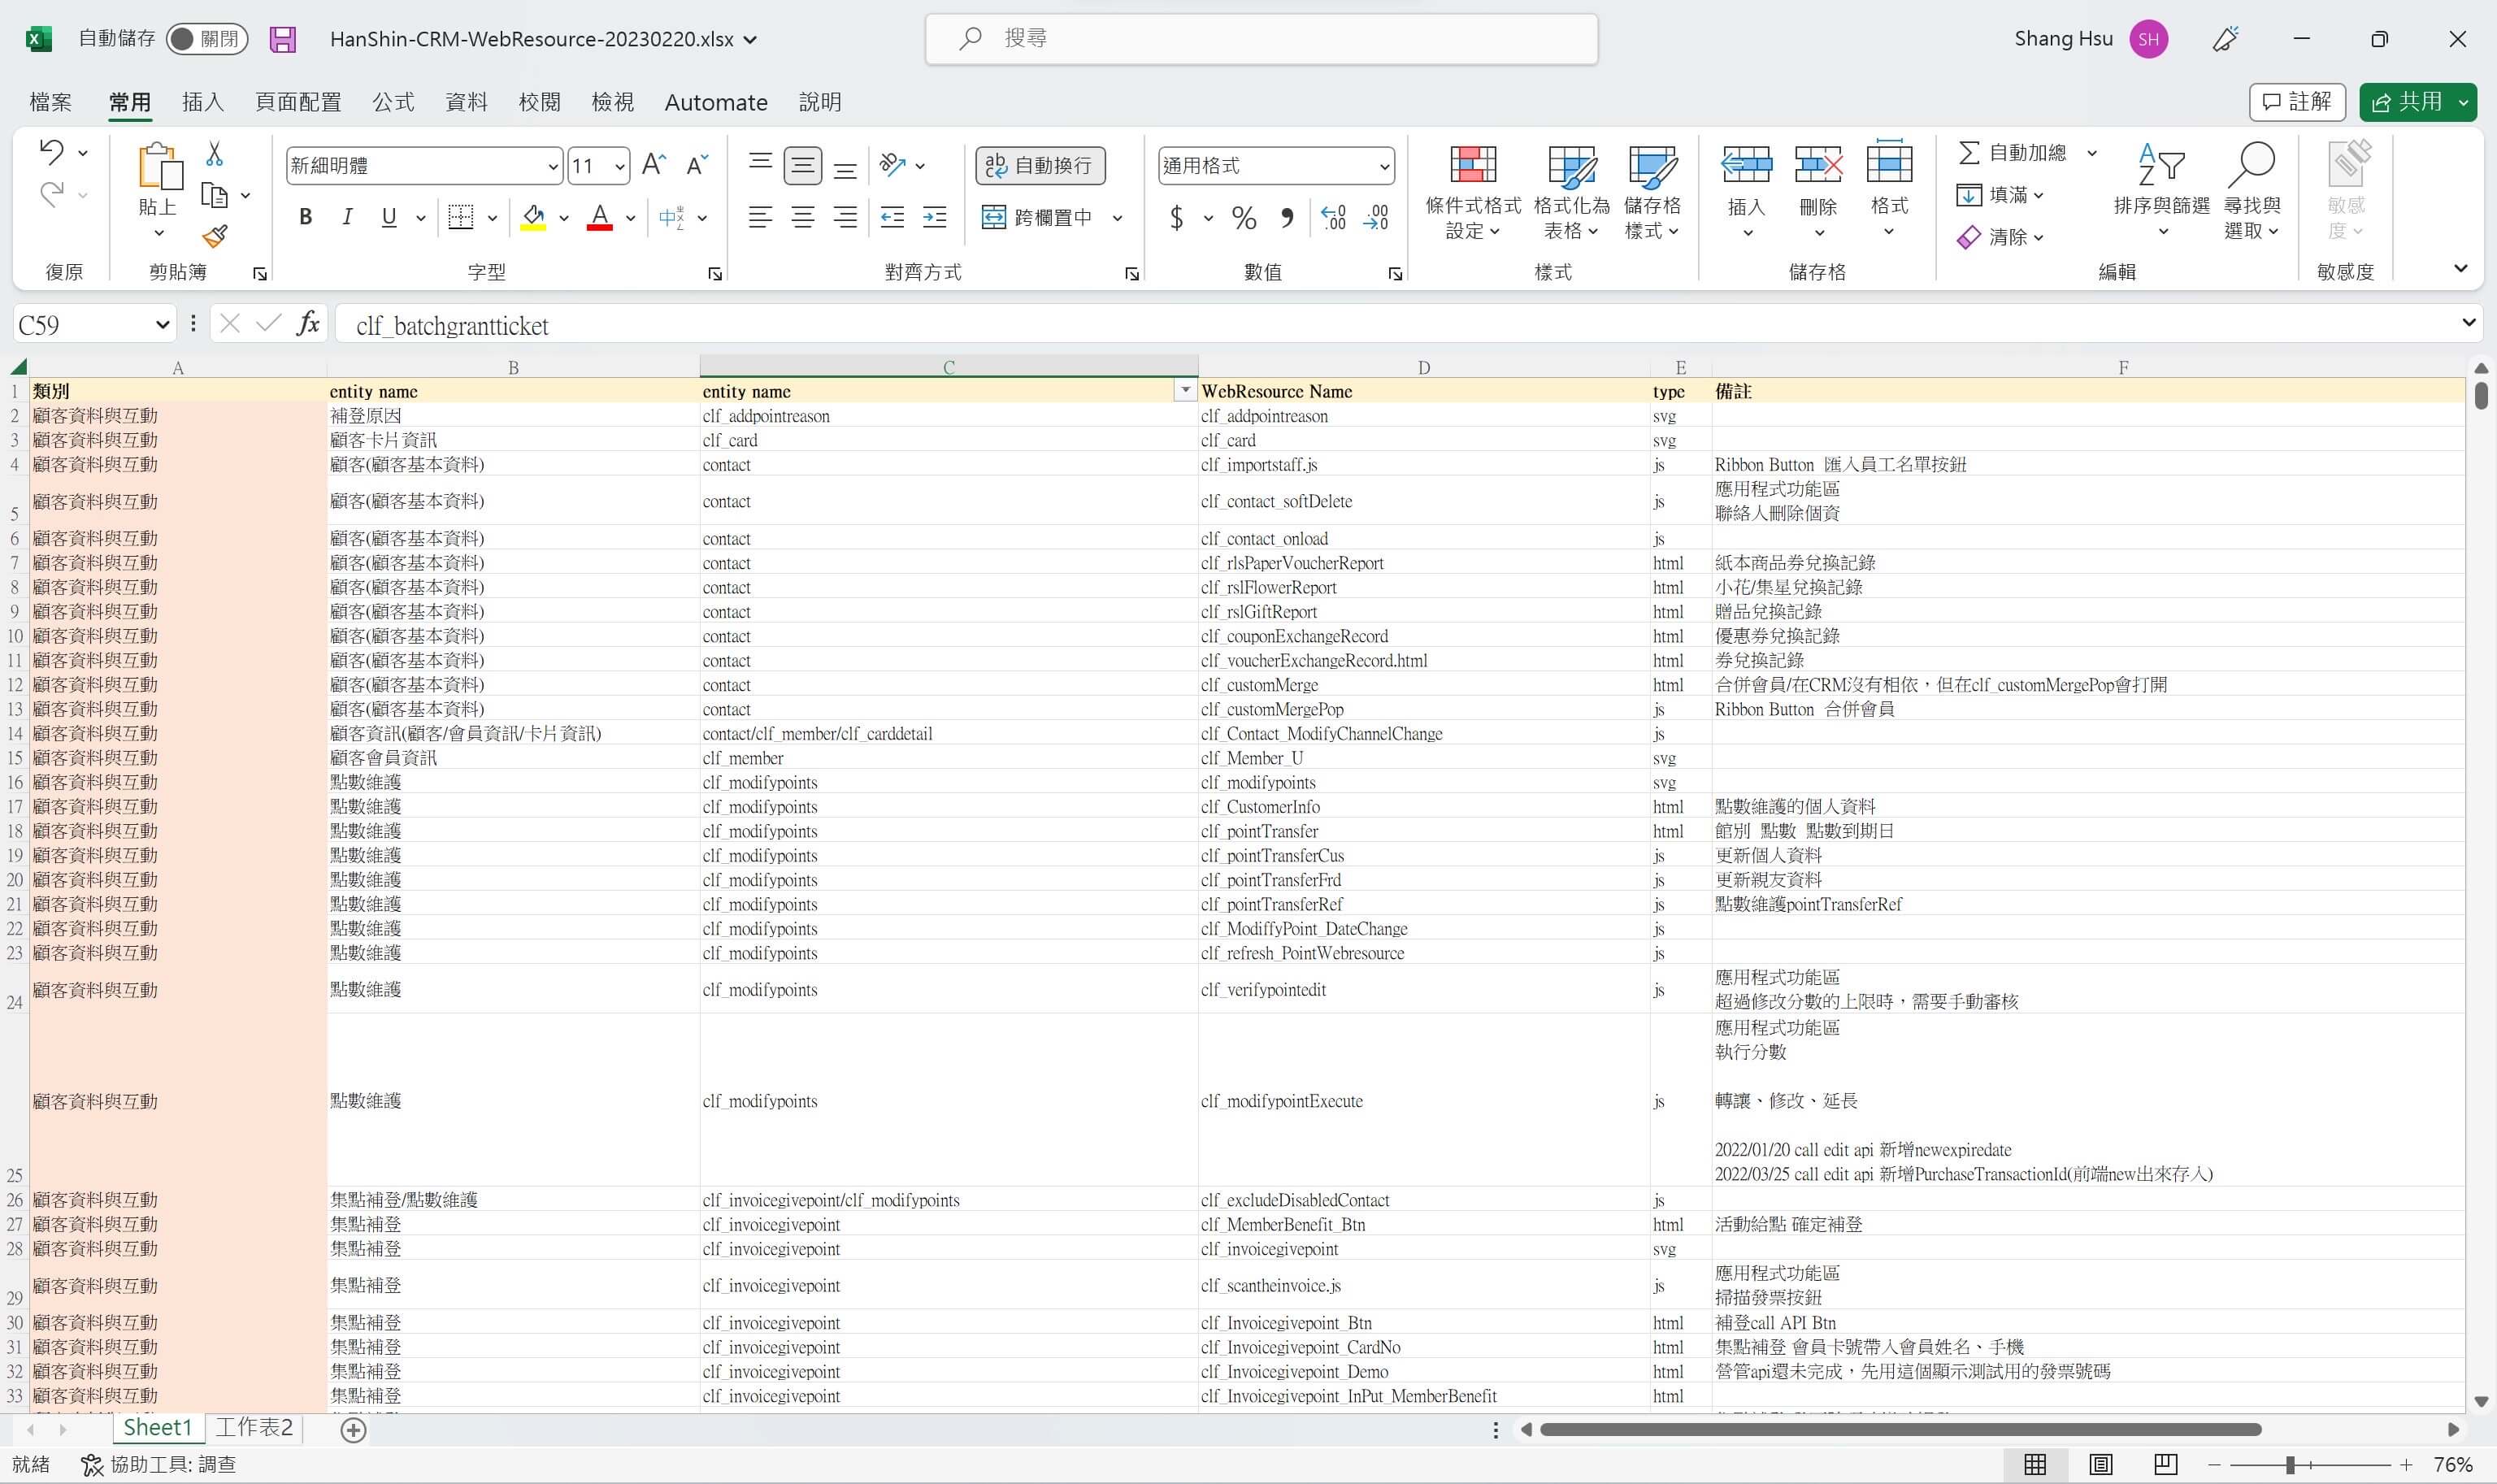 自動儲存 關閉 HanShin-CRM-WebResource-20230220.xlsx 搜尋 Shang Hsu SH
檔案 常用 插入 頁面配置 公式 資料 校閱 檢視 Automate 說明 註解 共用
貼上 新細明體 11 自動換行 通用格式 條件式格式設定 格式化為表格 儲存格樣式 插入 刪除 格式 自動加總 填滿 清除 排序與篩選 尋找與選取 敏感度
B I U 跨欄置中 $ %
復原 剪貼簿 字型 對齊方式 數值 樣式 儲存格 編輯 敏感度
C59 fx clf_batchgrantticket
A B C D E F
1 類別 entity name entity name WebResource Name type 備註
2 顧客資料與互動 補登原因 clf_addpointreason clf_addpointreason svg
3 顧客資料與互動 顧客卡片資訊 clf_card clf_card svg
4 顧客資料與互動 顧客(顧客基本資料) contact clf_importstaff.js js Ribbon Button 匯入員工名單按鈕
5 顧客資料與互動 顧客(顧客基本資料) contact clf_contact_softDelete js 應用程式功能區
聯絡人刪除個資
6 顧客資料與互動 顧客(顧客基本資料) contact clf_contact_onload js
7 顧客資料與互動 顧客(顧客基本資料) contact clf_rlsPaperVoucherReport html 紙本商品券兌換記錄
8 顧客資料與互動 顧客(顧客基本資料) contact clf_rslFlowerReport html 小花/集星兌換記錄
9 顧客資料與互動 顧客(顧客基本資料) contact clf_rslGiftReport html 贈品兌換記錄
10 顧客資料與互動 顧客(顧客基本資料) contact clf_couponExchangeRecord html 優惠券兌換記錄
11 顧客資料與互動 顧客(顧客基本資料) contact clf_voucherExchangeRecord.html html 券兌換記錄
12 顧客資料與互動 顧客(顧客基本資料) contact clf_customMerge html 合併會員/在CRM沒有相依，但在clf_customMergePop會打開
13 顧客資料與互動 顧客(顧客基本資料) contact clf_customMergePop js Ribbon Button 合併會員
14 顧客資料與互動 顧客資訊(顧客/會員資訊/卡片資訊) contact/clf_member/clf_carddetail clf_Contact_ModifyChannelChange js
15 顧客資料與互動 顧客會員資訊 clf_member clf_Member_U svg
16 顧客資料與互動 點數維護 clf_modifypoints clf_modifypoints svg
17 顧客資料與互動 點數維護 clf_modifypoints clf_CustomerInfo html 點數維護的個人資料
18 顧客資料與互動 點數維護 clf_modifypoints clf_pointTransfer html 館別 點數 點數到期日
19 顧客資料與互動 點數維護 clf_modifypoints clf_pointTransferCus js 更新個人資料
20 顧客資料與互動 點數維護 clf_modifypoints clf_pointTransferFrd js 更新親友資料
21 顧客資料與互動 點數維護 clf_modifypoints clf_pointTransferRef js 點數維護pointTransferRef
22 顧客資料與互動 點數維護 clf_modifypoints clf_ModiffyPoint_DateChange js
23 顧客資料與互動 點數維護 clf_modifypoints clf_refresh_PointWebresource js
24 顧客資料與互動 點數維護 clf_modifypoints clf_verifypointedit js 應用程式功能區
超過修改分數的上限時，需要手動審核
25 顧客資料與互動 點數維護 clf_modifypoints clf_modifypointExecute js 應用程式功能區
執行分數
轉讓、修改、延長
2022/01/20 call edit api 新增newexpiredate
2022/03/25 call edit api 新增PurchaseTransactionId(前端new出來存入)
26 顧客資料與互動 集點補登/點數維護 clf_invoicegivepoint/clf_modifypoints clf_excludeDisabledContact js
27 顧客資料與互動 集點補登 clf_invoicegivepoint clf_MemberBenefit_Btn html 活動給點 確定補登
28 顧客資料與互動 集點補登 clf_invoicegivepoint clf_invoicegivepoint svg
29 顧客資料與互動 集點補登 clf_invoicegivepoint clf_scantheinvoice.js js 應用程式功能區
掃描發票按鈕
30 顧客資料與互動 集點補登 clf_invoicegivepoint clf_Invoicegivepoint_Btn html 補登call API Btn
31 顧客資料與互動 集點補登 clf_invoicegivepoint clf_Invoicegivepoint_CardNo html 集點補登 會員卡號帶入會員姓名、手機
32 顧客資料與互動 集點補登 clf_invoicegivepoint clf_Invoicegivepoint_Demo html 營管api還未完成，先用這個顯示測試用的發票號碼
33 顧客資料與互動 集點補登 clf_invoicegivepoint clf_Invoicegivepoint_InPut_MemberBenefit html
Sheet1 工作表2
就緒 協助工具: 調查 76%